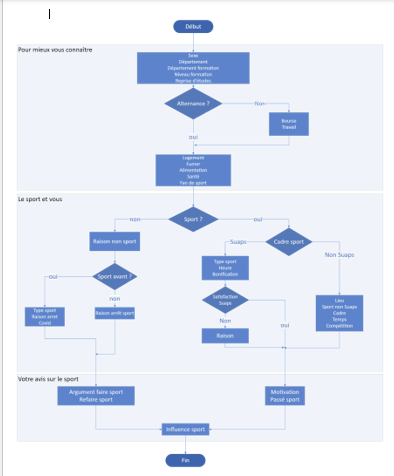 Début
Pour mieux vous connaître
Sexe
Département
Département formation
Niveau formation
Reprise d'études
Alternance ?
Non
Bourse
Travail
oui
Logement
Fumer
Alimentation
Santé
Fan de sport
Le sport et vous
non
Sport ?
oui
Raison non sport
Suaps
Cadre sport
Non Suaps
Type sport
Heure
Bonification
oui
Sport avant ?
non
Satisfaction
Suaps
Type sport
Raison arret
Covid
Raison arrêt sport
Non
Raison
oui
Lieu
Sport non Suaps
Cadre
Temps
Compétition
Votre avis sur le sport
Argument faire sport
Refaire sport
Motivation
Passé sport
Influence sport
Fin